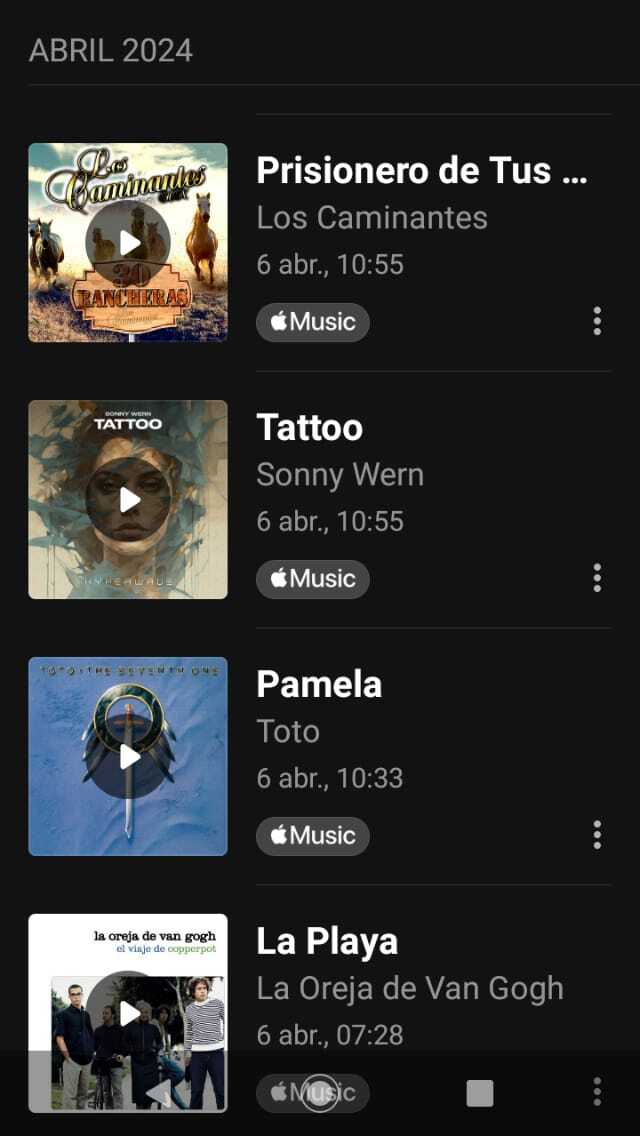 ABRIL 2024
Los
Caminantes
30
RANCHERAS
Prisionero de Tus ...
Los Caminantes
6 abr., 10:55
Music
SONNY WERN
TATTOO
Tattoo
Sonny Wern
6 abr., 10:55
Music
TOTO THE SEVENTH ONE
Pamela
Toto
6 abr., 10:33
Music
la oreja de van gogh
el viaje de copperpot
La Playa
La Oreja de Van Gogh
6 abr., 07:28
Music